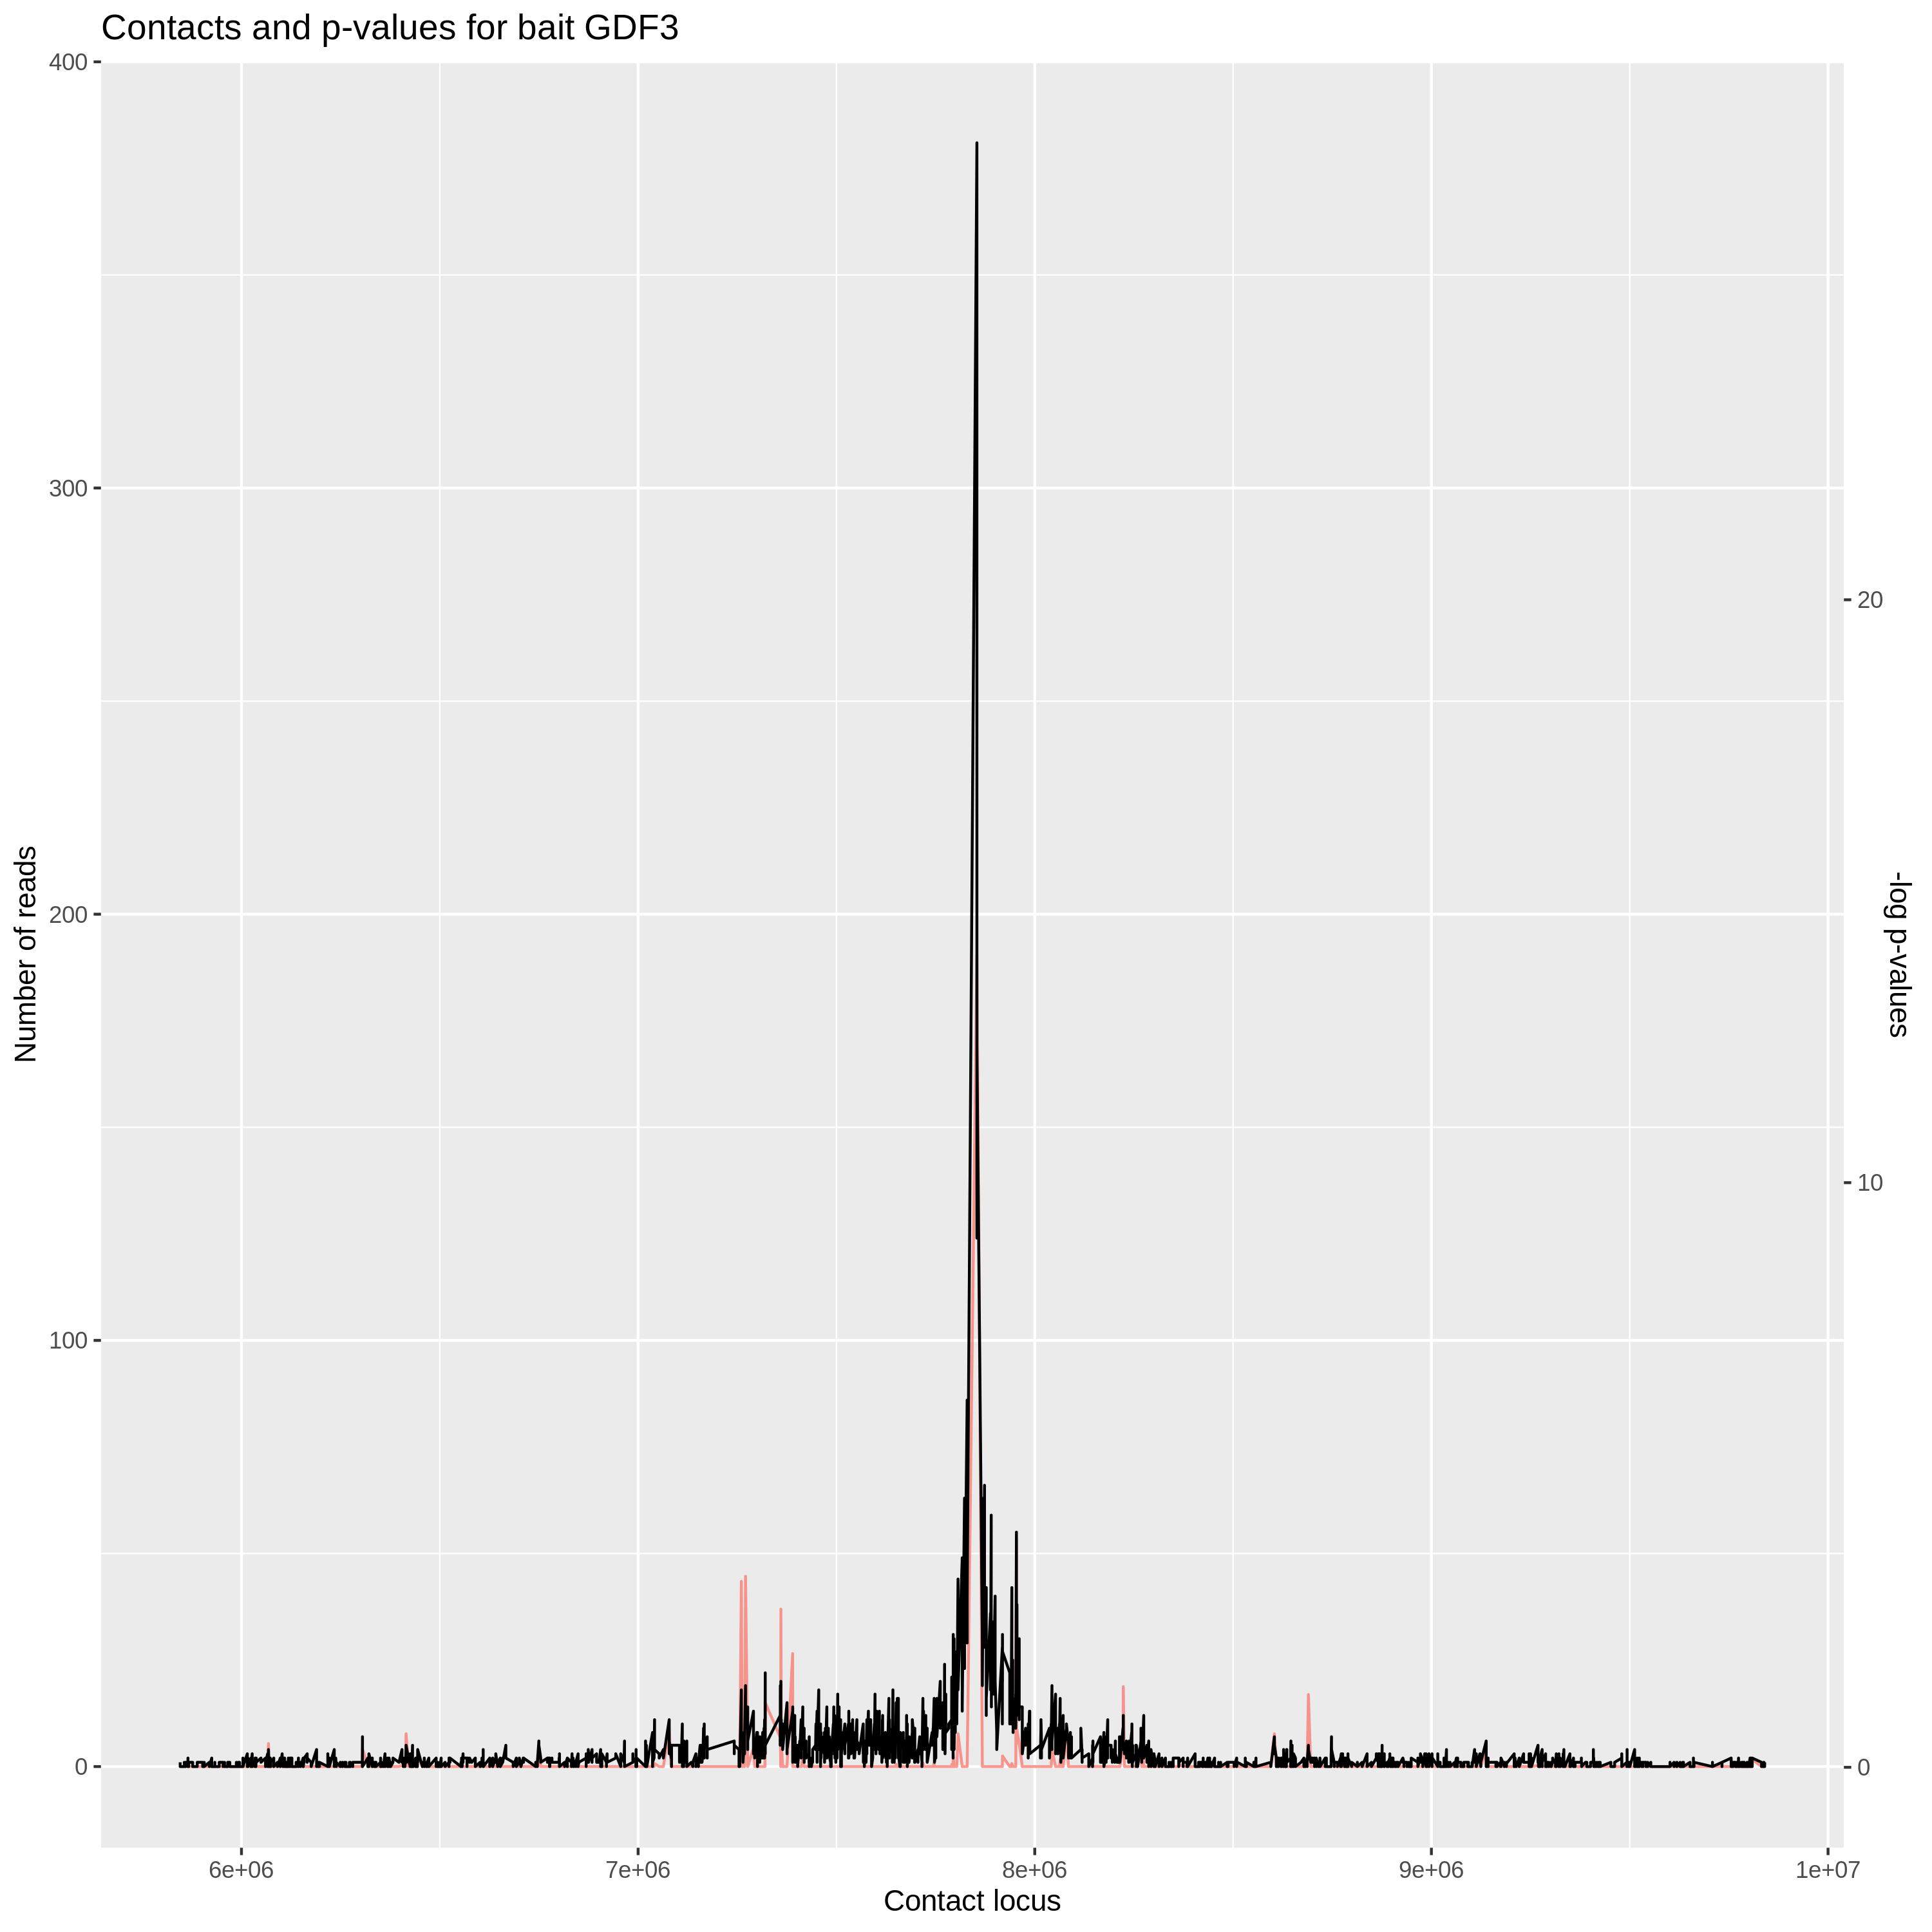 Contacts and p-values for bait GDF3
400
300
200
100
0
Number of reads
20
10
0
-log p-values
6e+06
7e+06
8e+06
9e+06
1e+07
Contact locus